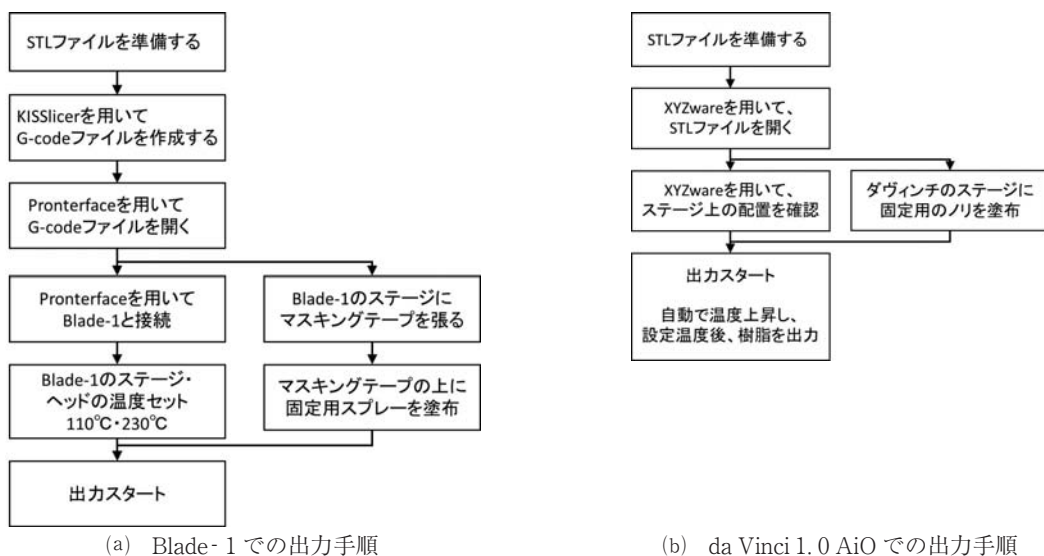 STLファイルを準備する
KISSlicerを用いて
G-codeファイルを作成する
Pronterfaceを用いて
G-codeファイルを開く
Pronterfaceを用いて
Blade-1と接続
Blade-1のステージに
マスキングテープを張る
Blade-1のステージ・
ヘッドの温度セット
110℃・230℃
マスキングテープの上に
固定用スプレーを塗布
出力スタート
(a) Blade-1での出力手順
STLファイルを準備する
XYZwareを用いて、
STLファイルを開く
XYZwareを用いて、
ステージ上の配置を確認
ダヴィンチのステージに
固定用のノリを塗布
出力スタート
自動で温度上昇し、
設定温度後、樹脂を出力
(b) da Vinci 1.0 AiOでの出力手順